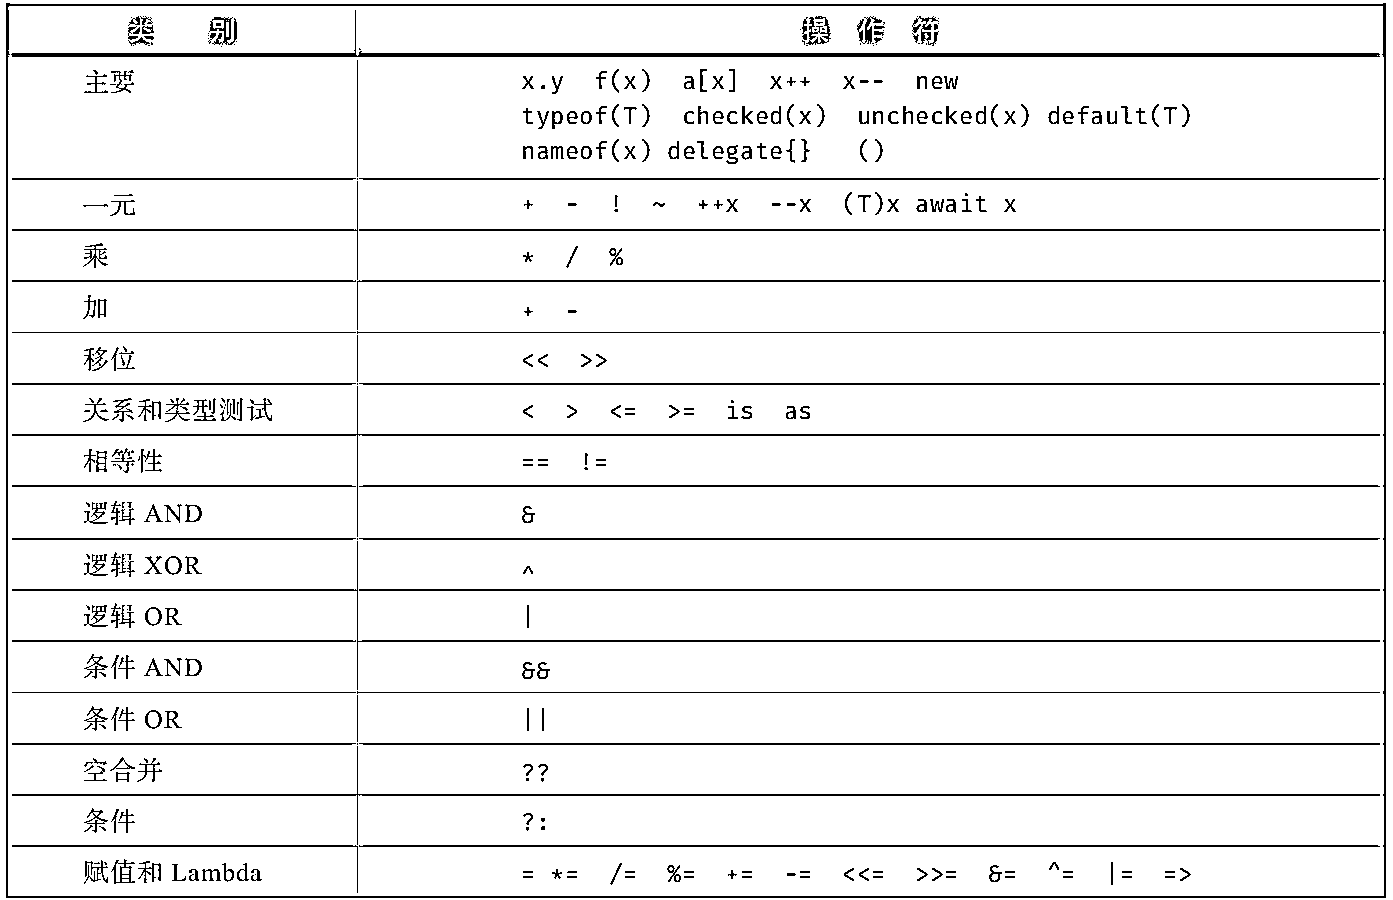 类 别 操 作 符
主要 x.y f(x) a[x] x++ x-- new
typeof(T) checked(x) unchecked(x) default(T)
nameof(x) delegate{} ()
一元 + - ! ~ ++x --x (T)x await x
乘 * / %
加 + -
移位 << >>
关系和类型测试 < > <= >= is as
相等性 == !=
逻辑 AND &
逻辑 XOR ^
逻辑 OR |
条件 AND &&
条件 OR ||
空合并 ??
条件 ?:
赋值和 Lambda = *= /= %= += -= <<= >>= &= ^= |= =>